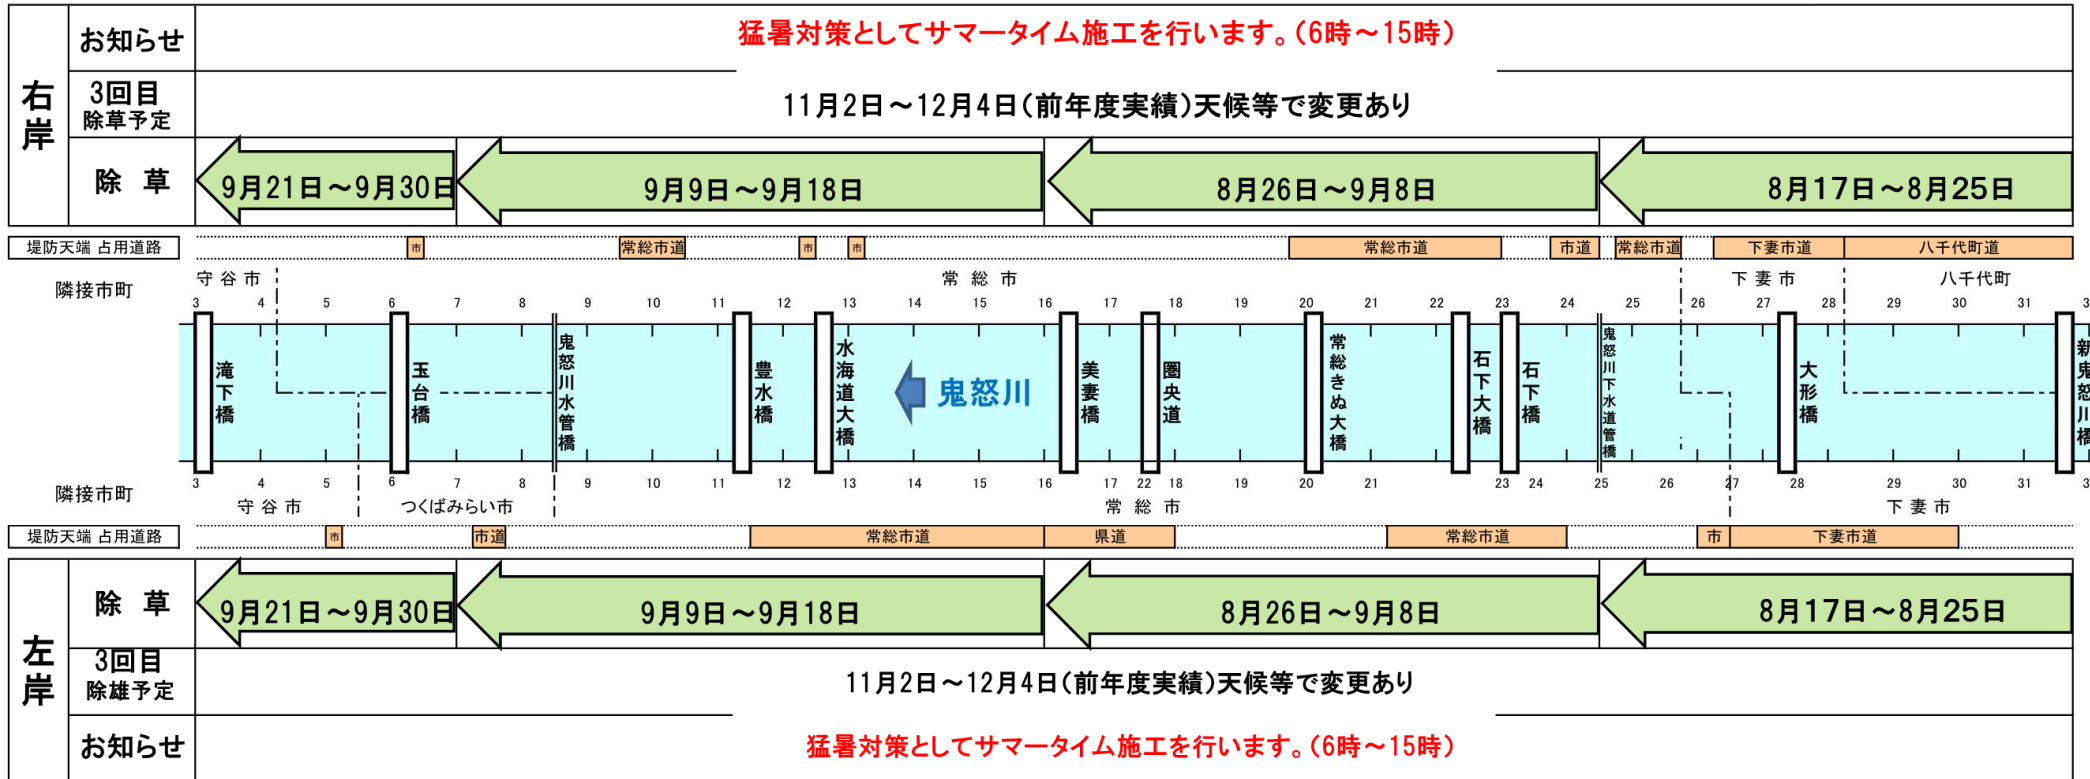 右岸
お知らせ
猛暑対策としてサマータイム施工を行います。(6時～15時)
3回目
除草予定
11月2日～12月4日(前年度実績)天候等で変更あり
除 草
9月21日～9月30日
9月9日～9月18日
8月26日～9月8日
8月17日～8月25日
堤防天端 占用道路
市
常総市道
市
市
常総市道
市道
常総市道
下妻市道
八千代町道
隣接市町
守谷市
常 総 市
下妻市
八千代町
3 4 5 6 7 8 9 10 11 12 13 14 15 16 17 18 19 20 21 22 23 24 25 26 27 28 29 30 31 3
滝下橋
玉台橋
鬼怒川水管橋
豊水橋
水海道大橋
鬼怒川
美妻橋
圏央道
常総きぬ大橋
石下大橋
石下橋
鬼怒川下水道管橋
大形橋
新鬼怒川橋
3 4 5 6 7 8 9 10 11 12 13 14 15 16 17 22 18 19 20 21 23 24 25 26 27 28 29 30 31 3
隣接市町
守谷市
つくばみらい市
常 総 市
下妻市
堤防天端 占用道路
市
市道
常総市道
県道
常総市道
市
下妻市道
左岸
除 草
9月21日～9月30日
9月9日～9月18日
8月26日～9月8日
8月17日～8月25日
3回目
除雄予定
11月2日～12月4日(前年度実績)天候等で変更あり
お知らせ
猛暑対策としてサマータイム施工を行います。(6時～15時)